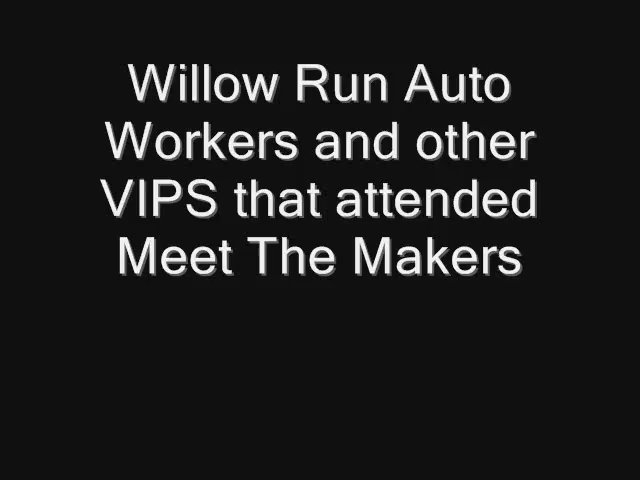 Willow Run Auto
Workers and other
VIPS that attended
Meet The Makers